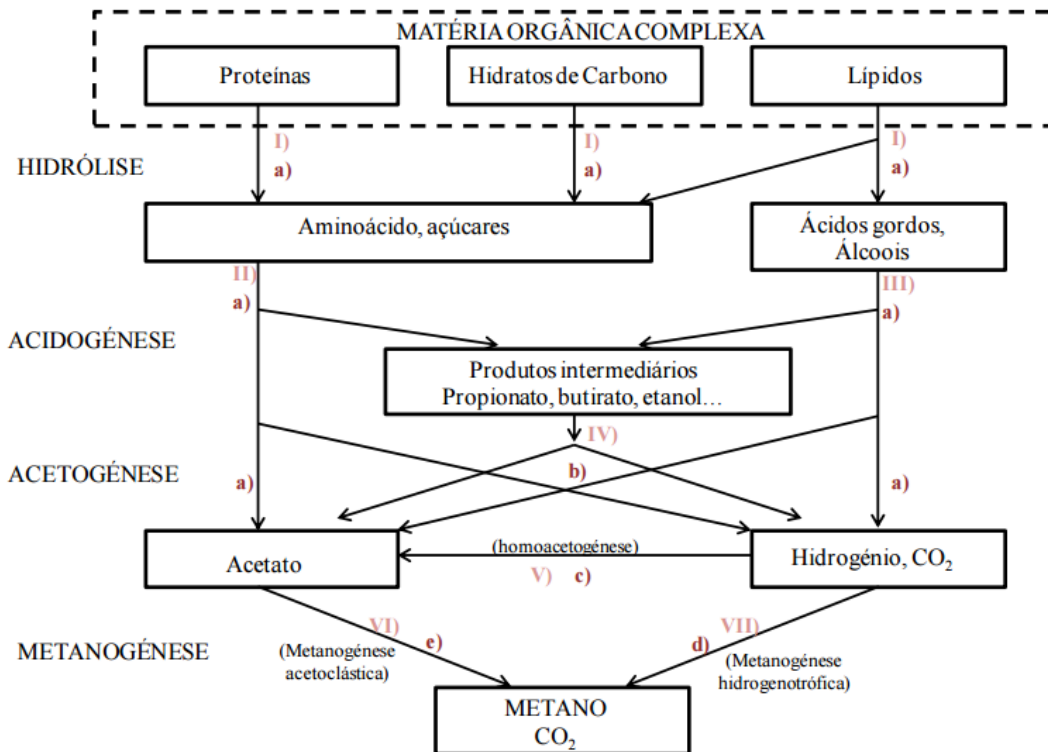 MATÉRIA ORGÂNICA COMPLEXA
Proteínas
Hidratos de Carbono
Lípidos
I)
I)
I)
a)
a)
a)
HIDRÓLISE
Aminoácido, açúcares
Ácidos gordos,
Álcoois
II)
III)
a)
a)
ACIDOGÉNESE
Produtos intermediários
Propionato, butirato, etanol…
IV)
ACETOGÉNESE
a)
b)
a)
Acetato
(homoacetogénese)
Hidrogénio, CO₂
V)
c)
VI)
VII)
METANOGÉNESE
(Metanogénese
acetoclástica)
e)
d)
(Metanogénese
hidrogenotrófica)
METANO
CO₂